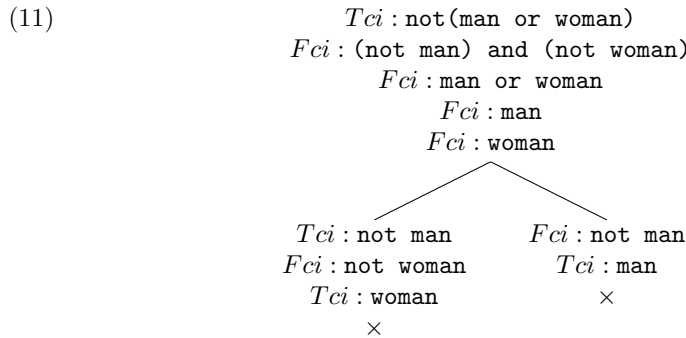 (11) Tci : not(man or woman)
Fci : (not man) and (not woman)
Fci : man or woman
Fci : man
Fci : woman
Tci : not man Fci : not man
Fci : not woman Tci : man
Tci : woman ×
×